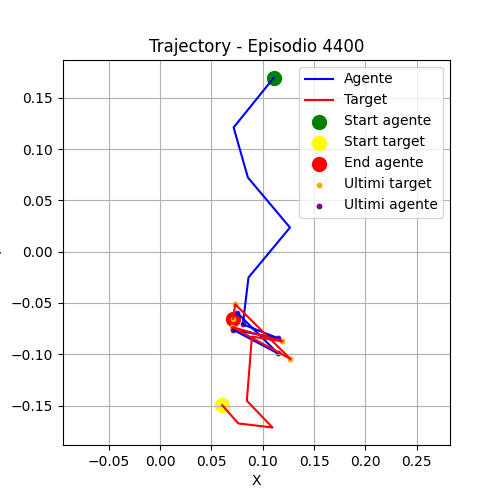 Trajectory - Episodio 4400
Agente
Target
Start agente
Start target
End agente
Ultimi target
Ultimi agente
0.15
0.10
0.05
0.00
−0.05
−0.10
−0.15
−0.05
0.00
0.05
0.10
0.15
0.20
0.25
X